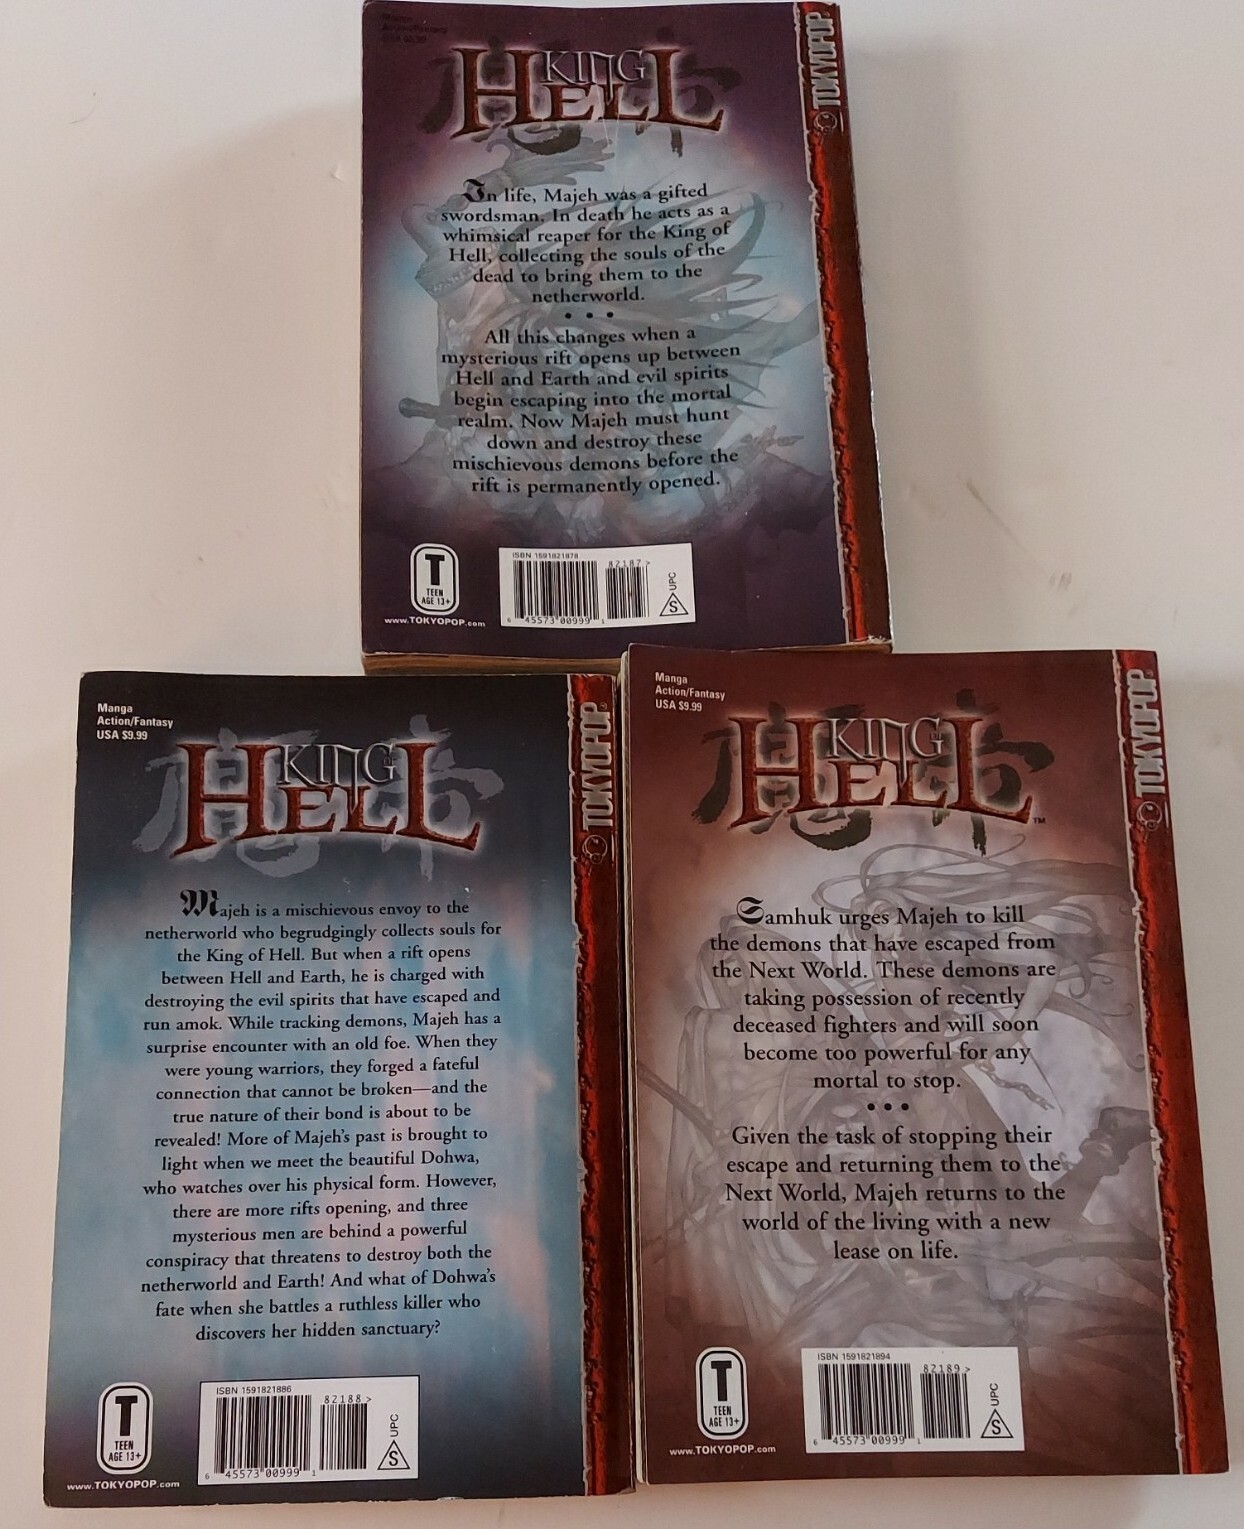 Manga
Action/Fantasy
USA $9.99
KING OF
HELL
TOKYOPOP
In life, Majeh was a gifted
swordsman. In death he acts as a
whimsical reaper for the King of
Hell, collecting the souls of the
dead to bring them to the
netherworld.
• • •
All this changes when a
mysterious rift opens up between
Hell and Earth and evil spirits
begin escaping into the mortal
realm. Now Majeh must hunt
down and destroy these
mischievous demons before the
rift is permanently opened.
T
TEEN
AGE 13+
www.TOKYOPOP.com
ISBN 1591821878
82187>
6 45573 00999 1
S UPC
Manga
Action/Fantasy
USA $9.99
KING OF
HELL
TOKYOPOP
Majeh is a mischievous envoy to the
netherworld who begrudgingly collects souls for
the King of Hell. But when a rift opens
between Hell and Earth, he is charged with
destroying the evil spirits that have escaped and
run amok. While tracking demons, Majeh has a
surprise encounter with an old foe. When they
were young warriors, they forged a fateful
connection that cannot be broken—and the
true nature of their bond is about to be
revealed! More of Majeh's past is brought to
light when we meet the beautiful Dohwa,
who watches over his physical form. However,
there are more rifts opening, and three
mysterious men are behind a powerful
conspiracy that threatens to destroy both the
netherworld and Earth! And what of Dohwa's
fate when she battles a ruthless killer who
discovers her hidden sanctuary?
T
TEEN
AGE 13+
www.TOKYOPOP.com
ISBN 1591821886
82188>
6 45573 00999 1
S UPC
Manga
Action/Fantasy
USA $9.99
KING OF
HELL™
TOKYOPOP
Samhuk urges Majeh to kill
the demons that have escaped from
the Next World. These demons are
taking possession of recently
deceased fighters and will soon
become too powerful for any
mortal to stop.
• • •
Given the task of stopping their
escape and returning them to the
Next World, Majeh returns to the
world of the living with a new
lease on life.
T
TEEN
AGE 13+
www.TOKYOPOP.com
ISBN 1591821894
82189>
6 45573 00999 1
S UPC